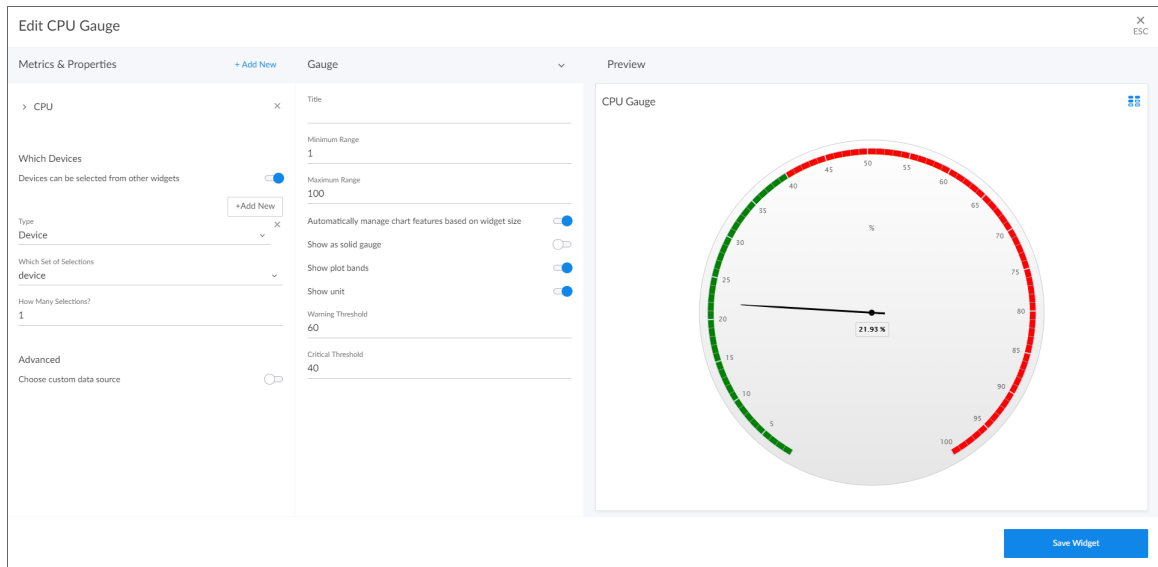 Edit CPU Gauge
×
ESC
Metrics & Properties
+ Add New
Gauge
Preview
> CPU
×
Which Devices
Devices can be selected from other widgets
+Add New
Type
×
Device
Which Set of Selections
device
How Many Selections?
1
Advanced
Choose custom data source
Title
Minimum Range
1
Maximum Range
100
Automatically manage chart features based on widget size
Show as solid gauge
Show plot bands
Show unit
Warning Threshold
60
Critical Threshold
40
CPU Gauge
5
10
15
20
25
30
35
40
45
50
55
60
65
70
75
80
85
90
95
100
%
21.93 %
Save Widget